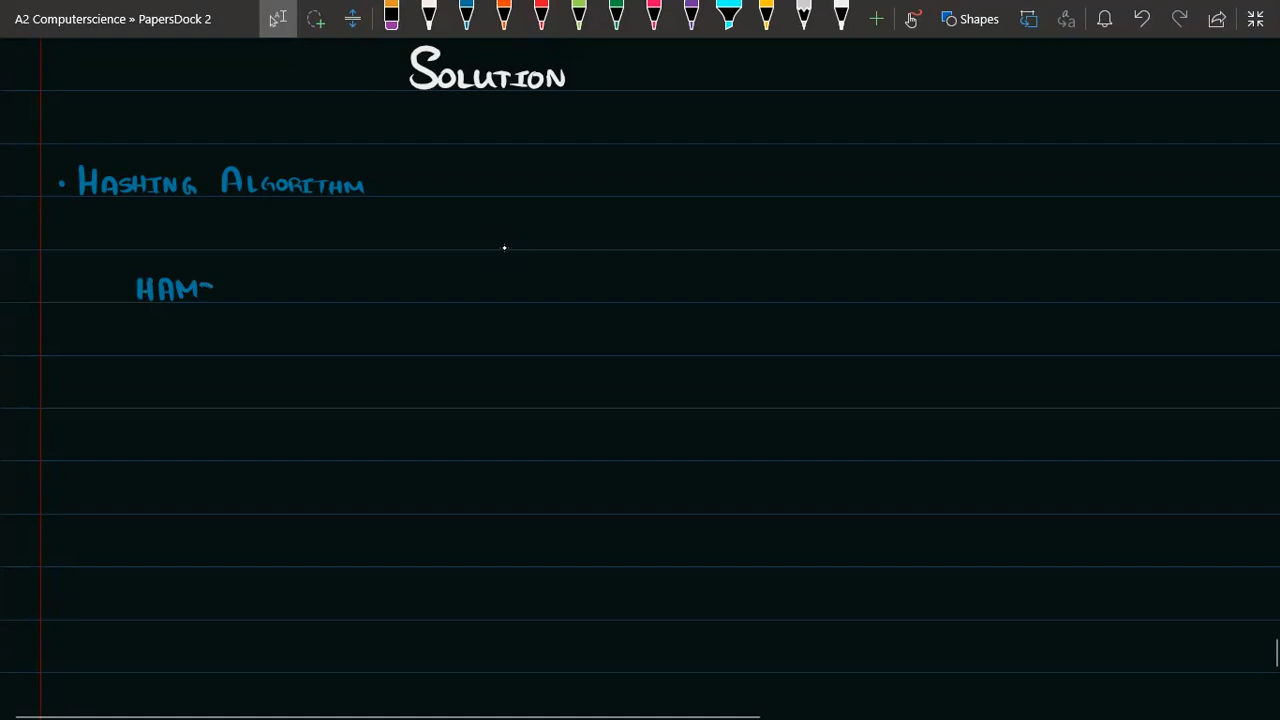 A2 Computerscience » PapersDock 2
Shapes
SOLUTION
• HASHING ALGORITHM
HAM-